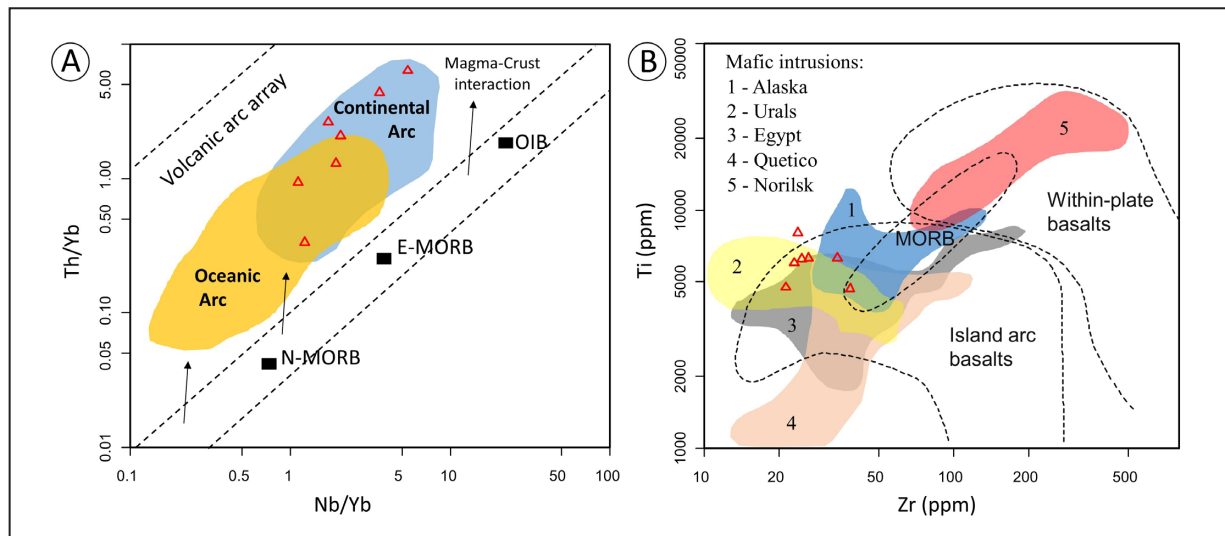 A
Th/Yb
5.00
1.00
0.50
0.10
0.05
0.01
Volcanic arc array
Continental
Arc
Oceanic
Arc
Magma-Crust
interaction
OIB
E-MORB
N-MORB
0.1
0.5
1
5
10
50
100
Nb/Yb
B
Ti (ppm)
50000
20000
10000
5000
2000
1000
Mafic intrusions:
1 - Alaska
2 - Urals
3 - Egypt
4 - Quetico
5 - Norilsk
5
1
MORB
2
3
4
Within-plate
basalts
Island arc
basalts
10
20
50
100
200
500
Zr (ppm)